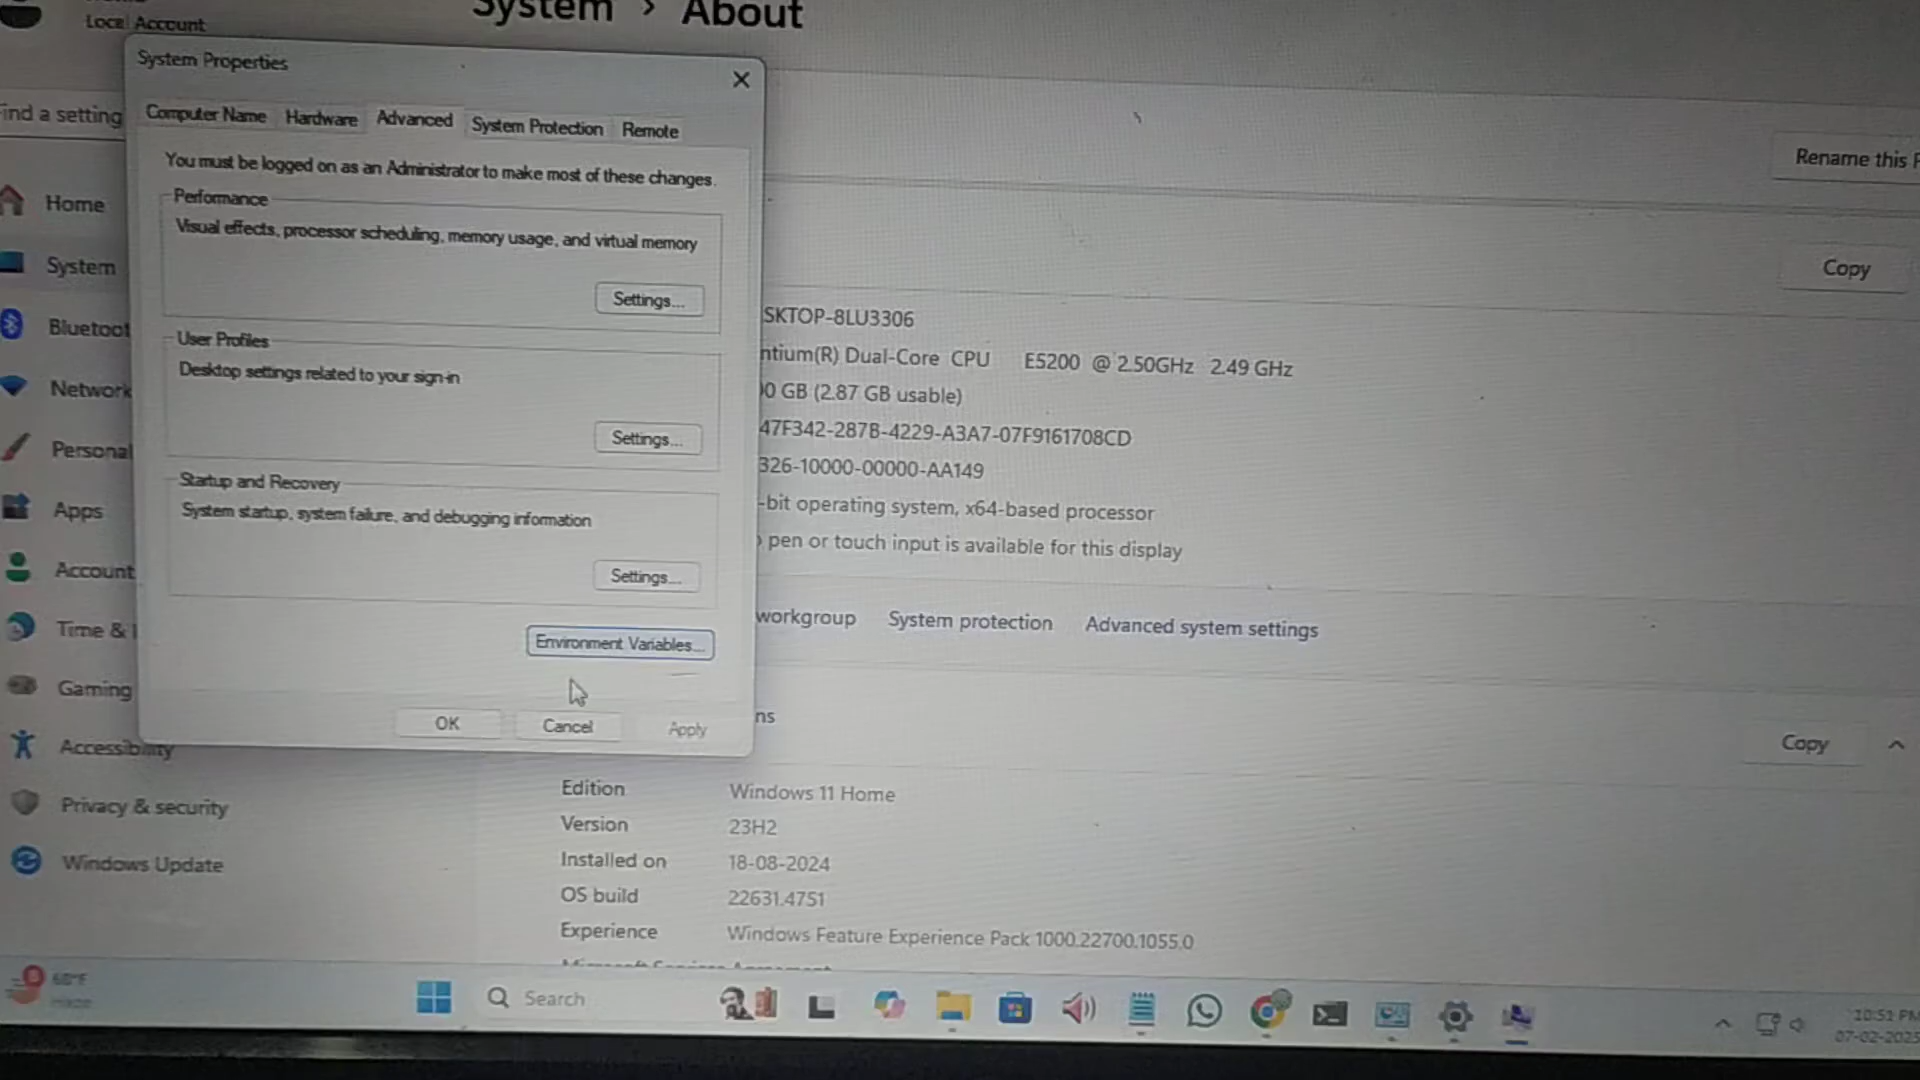 System > About
Local Account
System Properties
Computer Name Hardware Advanced System Protection Remote
You must be logged on as an Administrator to make most of these changes.
Performance
Visual effects, processor scheduling, memory usage, and virtual memory
Settings...
User Profiles
Desktop settings related to your sign-in
Settings...
Startup and Recovery
System startup, system failure, and debugging information
Settings...
Environment Variables...
OK Cancel Apply
ind a setting
Home
System
Bluetoot
Network
Personal
Apps
Account
Time &
Gaming
Accessibility
Privacy & security
Windows Update
Rename this P
Copy
SKTOP-8LU3306
ntium(R) Dual-Core CPU E5200 @ 2.50GHz 2.49 GHz
0 GB (2.87 GB usable)
47F342-287B-4229-A3A7-07F9161708CD
326-10000-00000-AA149
-bit operating system, x64-based processor
pen or touch input is available for this display
workgroup System protection Advanced system settings
ns
Copy
Edition Windows 11 Home
Version 23H2
Installed on 18-08-2024
OS build 22631.4751
Experience Windows Feature Experience Pack 1000.22700.1055.0
68°F
Haze
Search
10:51 PM
07-02-2025